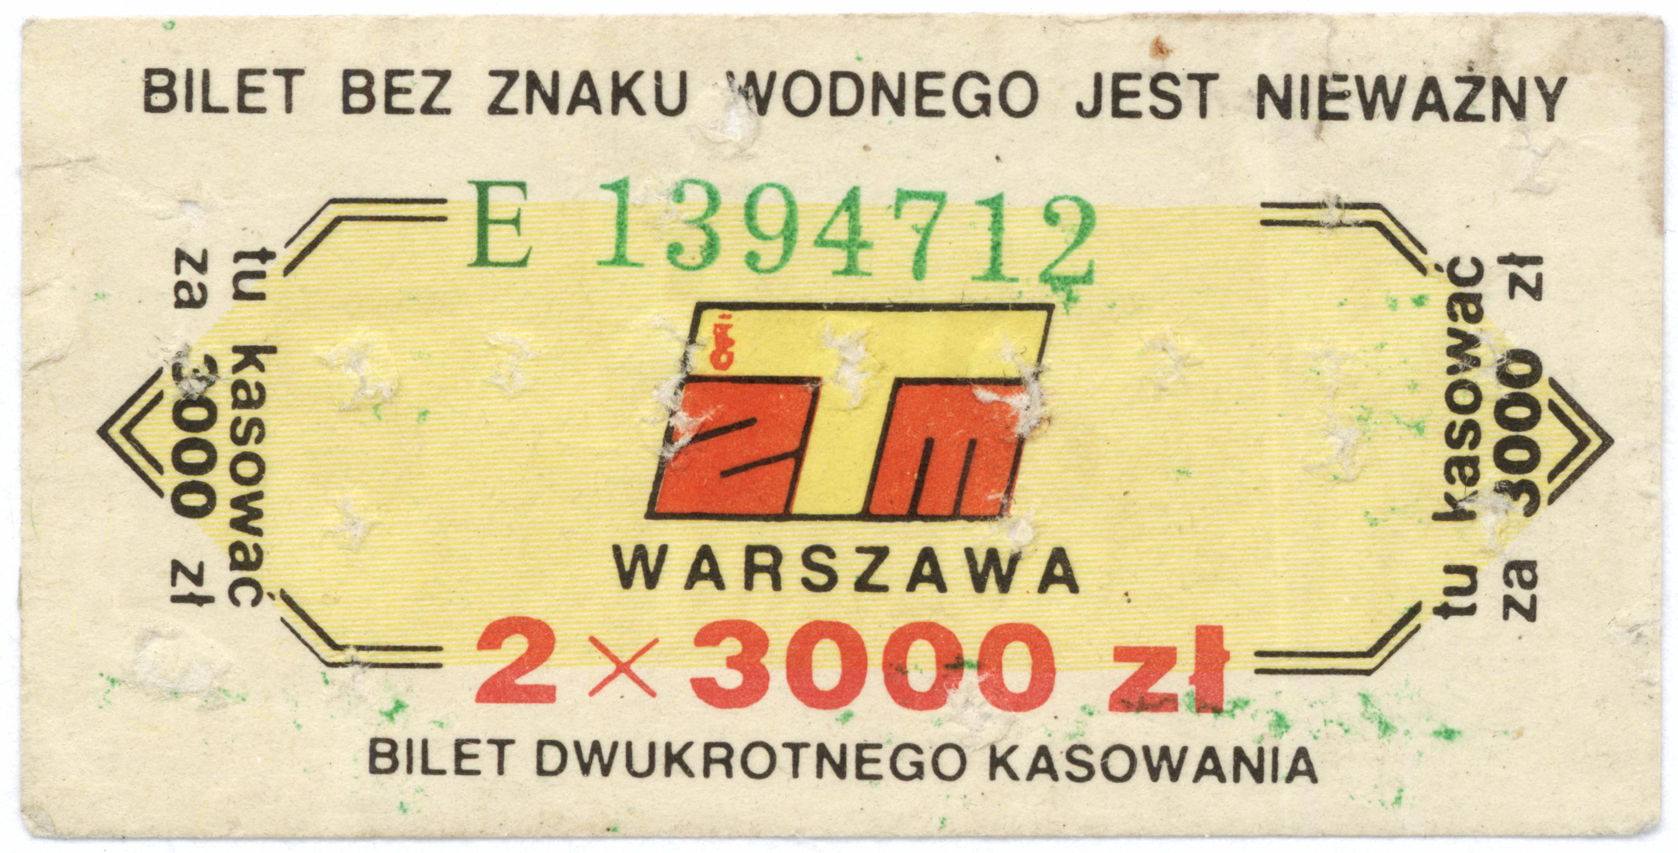 BILET BEZ ZNAKU WODNEGO JEST NIEWAŻNY
E 1394712
tu kasować
za 3000 zł
ZTM
WARSZAWA
2 × 3000 zł
tu kasować
za 3000 zł
BILET DWUKROTNEGO KASOWANIA